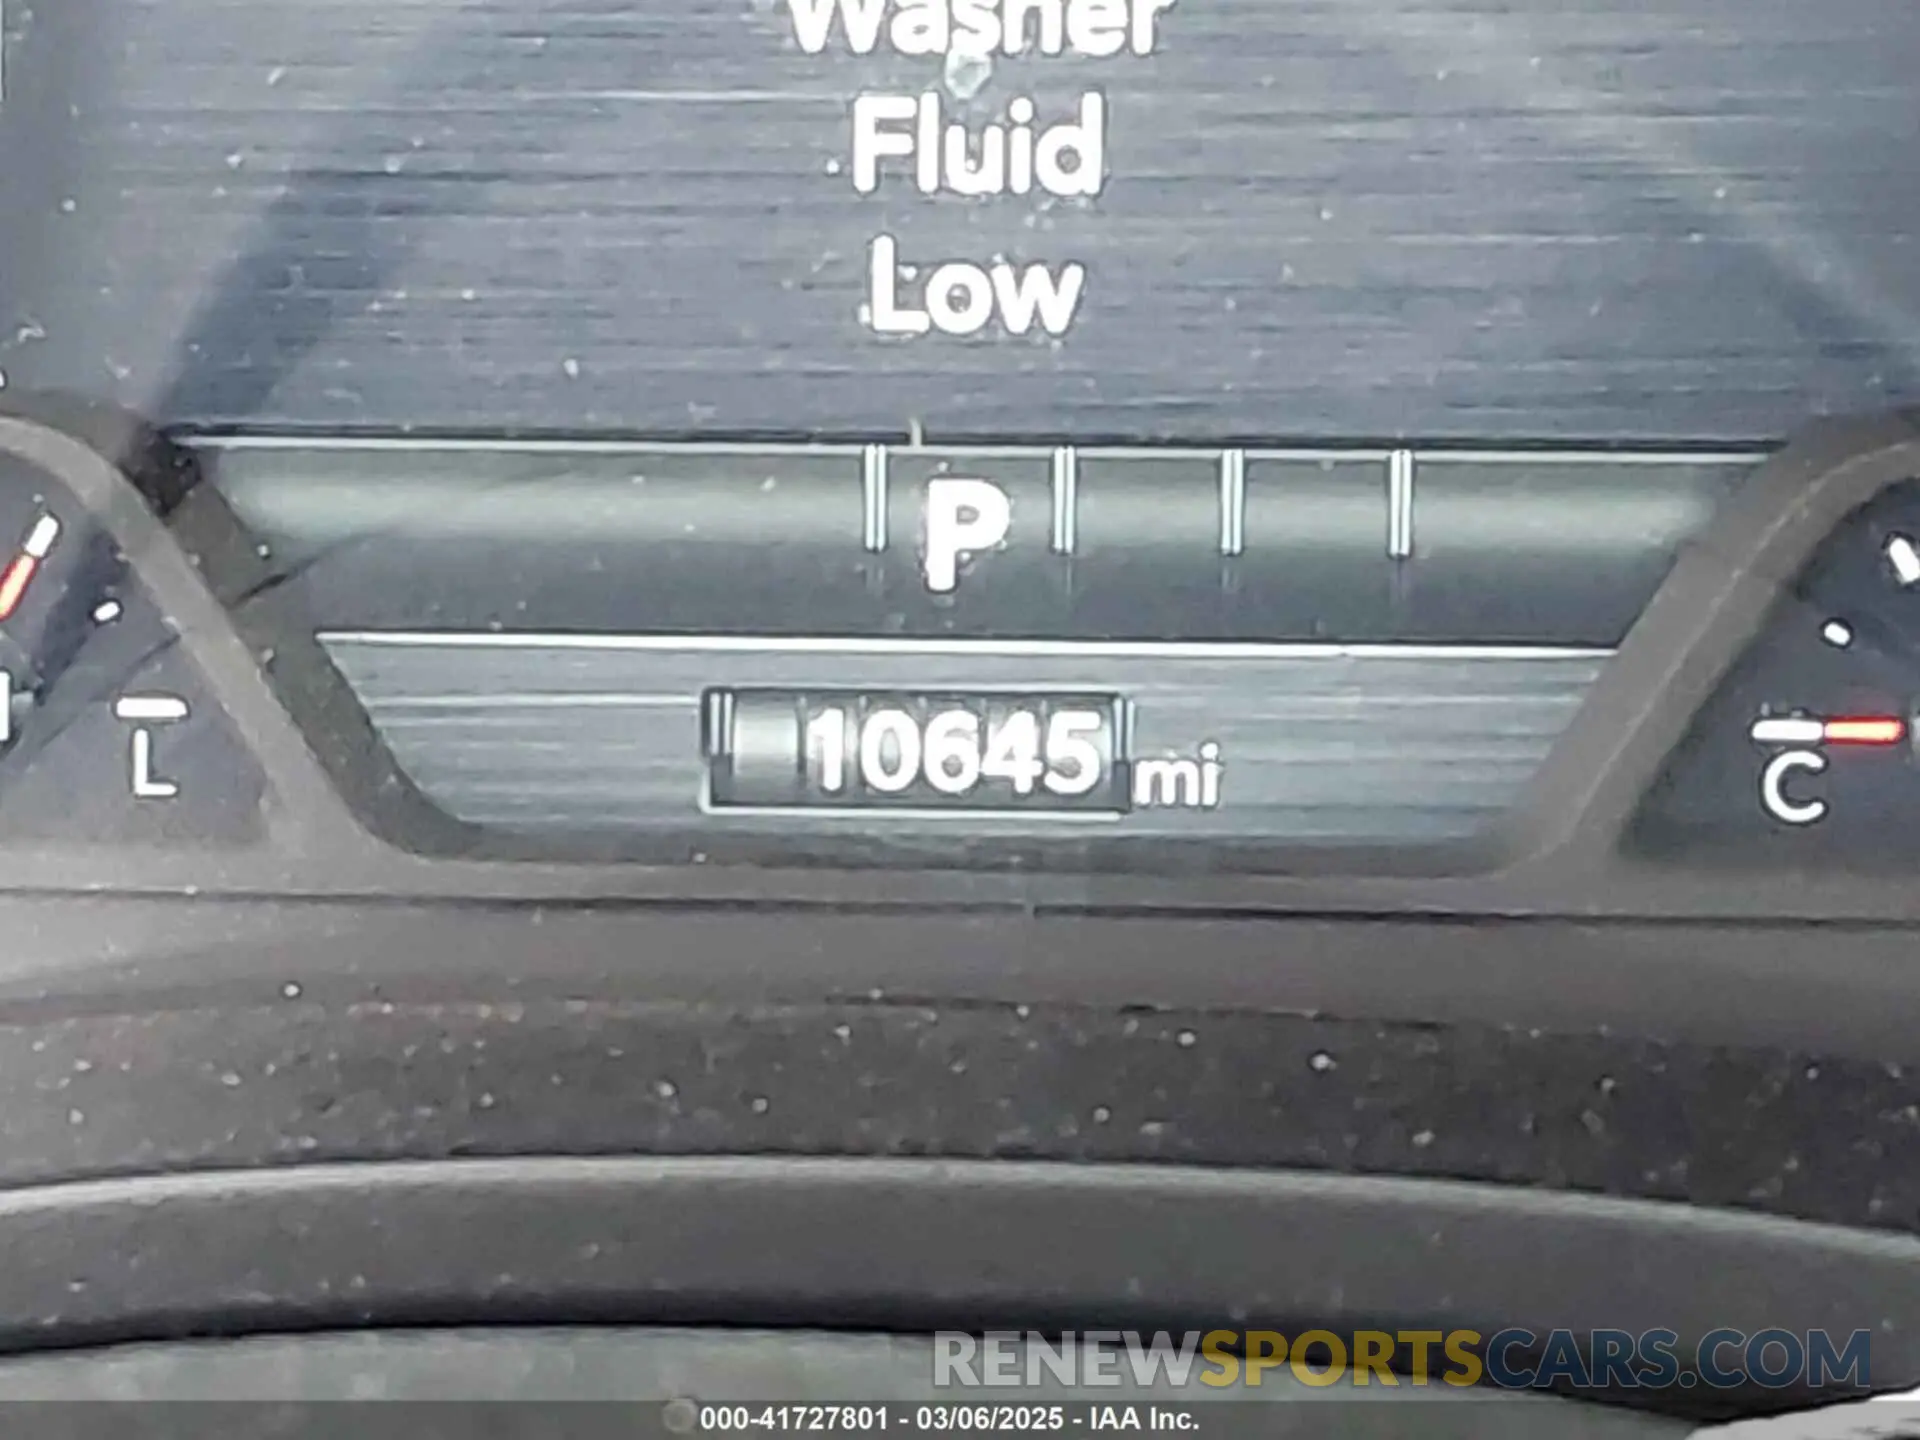 Washer
Fluid
Low
P
L
10645 mi
C
RENEWSPORTSCARS.COM
000-41727801 - 03/06/2025 - IAA Inc.